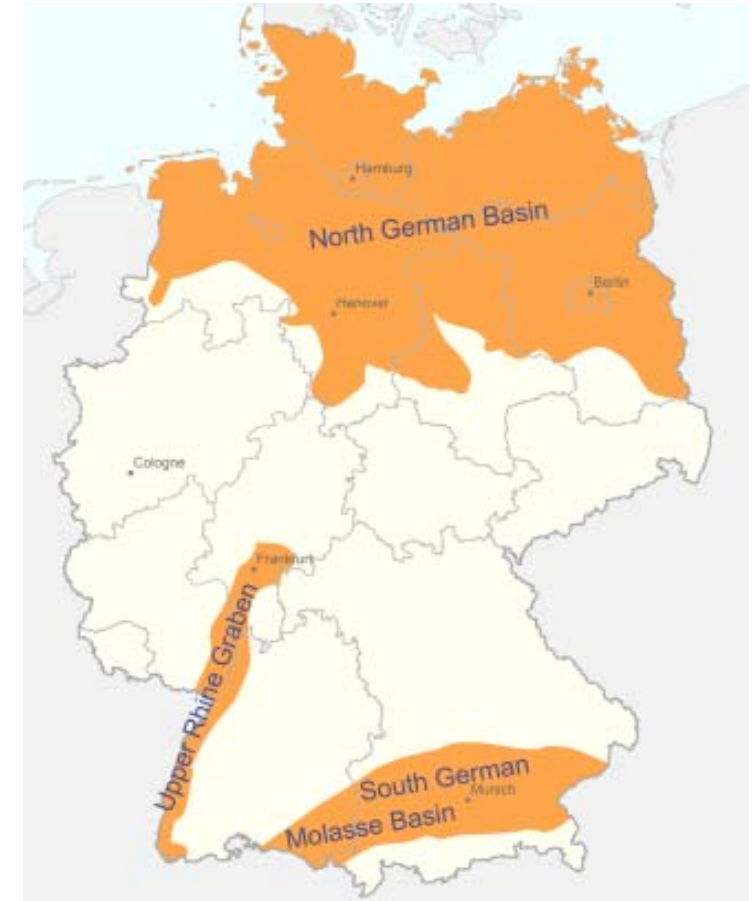 Hamburg
North German Basin
Berlin
Hanover
Cologne
Frankfurt
Upper Rhine Graben
South German
Munich
Molasse Basin